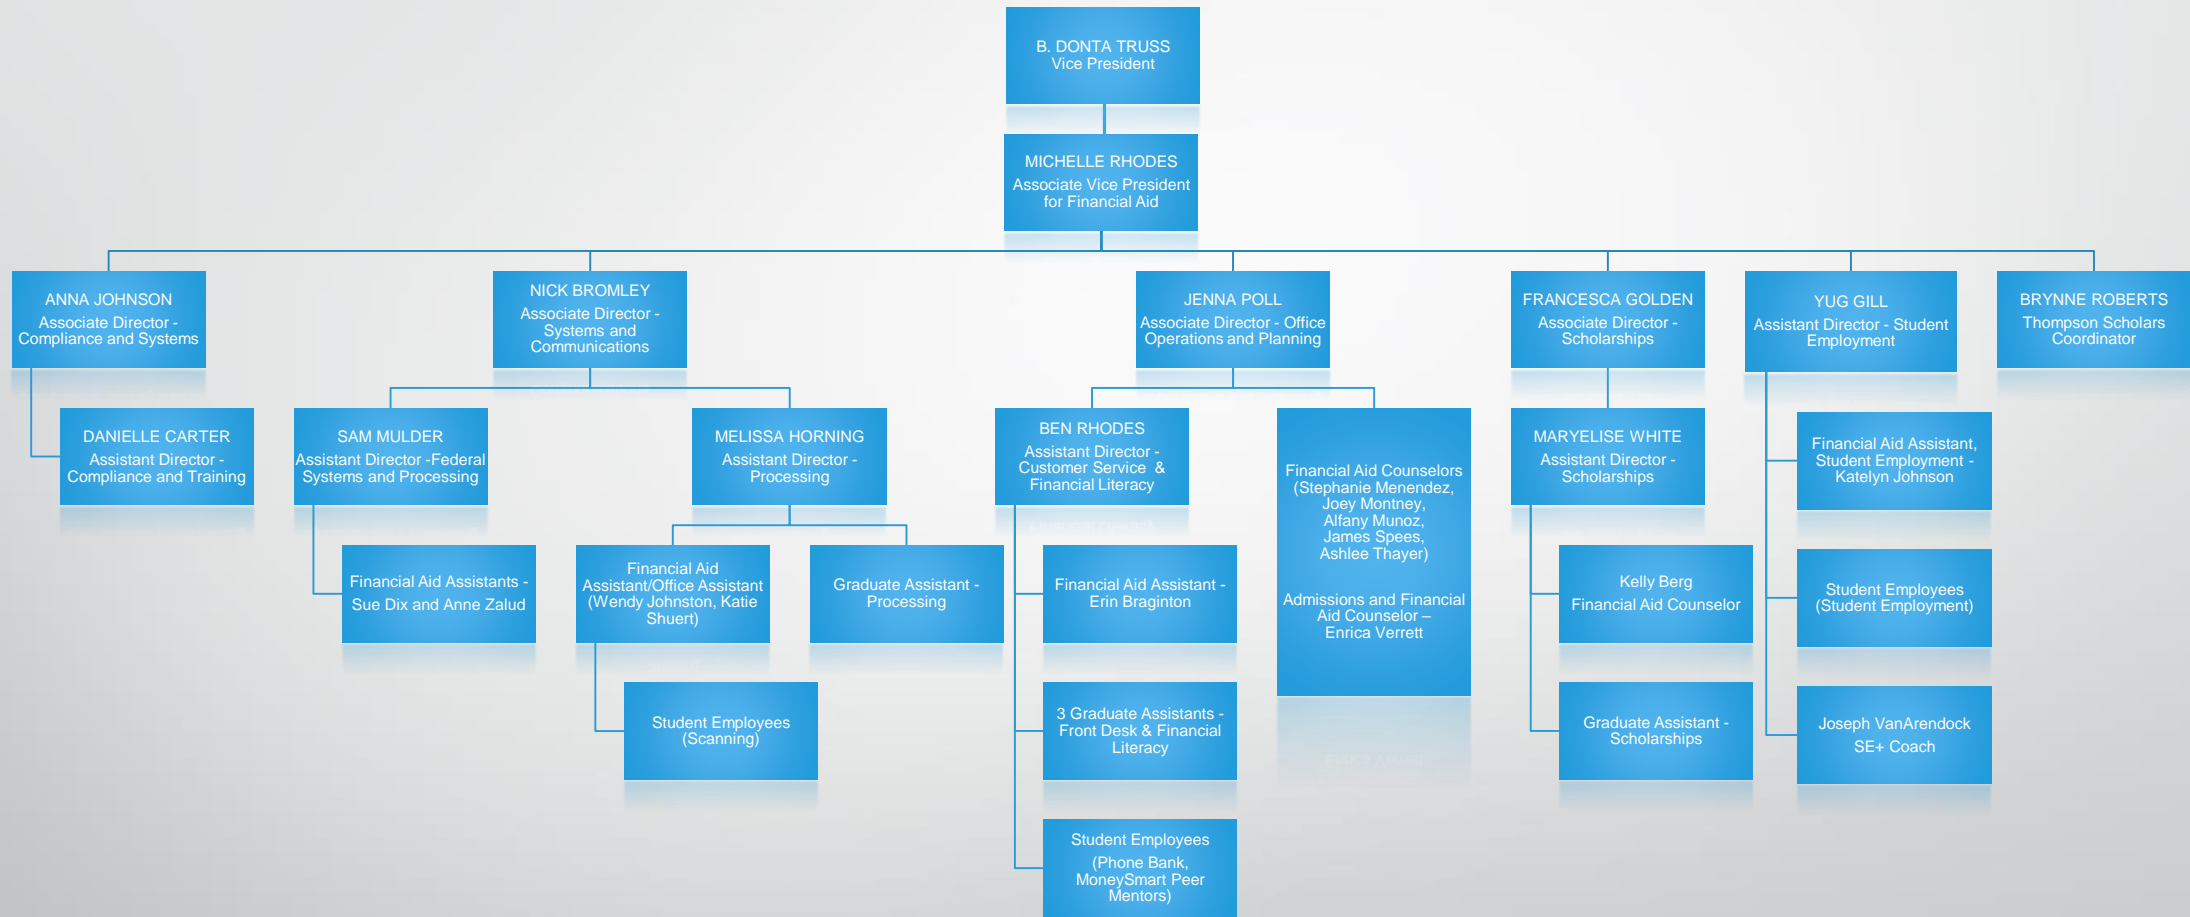 B. DONTA TRUSS
Vice President
MICHELLE RHODES
Associate Vice President
for Financial Aid
ANNA JOHNSON
Associate Director -
Compliance and Systems
NICK BROMLEY
Associate Director -
Systems and
Communications
JENNA POLL
Associate Director - Office
Operations and Planning
FRANCESCA GOLDEN
Associate Director -
Scholarships
YUG GILL
Assistant Director - Student
Employment
BRYNNE ROBERTS
Thompson Scholars
Coordinator
DANIELLE CARTER
Assistant Director -
Compliance and Training
SAM MULDER
Assistant Director -Federal
Systems and Processing
MELISSA HORNING
Assistant Director -
Processing
BEN RHODES
Assistant Director -
Customer Service  &
Financial Literacy
Financial Aid Counselors
(Stephanie Menendez,
Joey Montney,
Alfany Munoz,
James Spees,
Ashlee Thayer)
Admissions and Financial
Aid Counselor –
Enrica Verrett
MARYELISE WHITE
Assistant Director -
Scholarships
Financial Aid Assistant,
Student Employment -
Katelyn Johnson
Financial Aid Assistants -
Sue Dix and Anne Zalud
Financial Aid
Assistant/Office Assistant
(Wendy Johnston, Katie
Shuert)
Graduate Assistant -
Processing
Financial Aid Assistant -
Erin Braginton
Kelly Berg
Financial Aid Counselor
Student Employees
(Student Employment)
Student Employees
(Scanning)
3 Graduate Assistants -
Front Desk & Financial
Literacy
Graduate Assistant -
Scholarships
Joseph VanArendock
SE+ Coach
Student Employees
(Phone Bank,
MoneySmart Peer
Mentors)